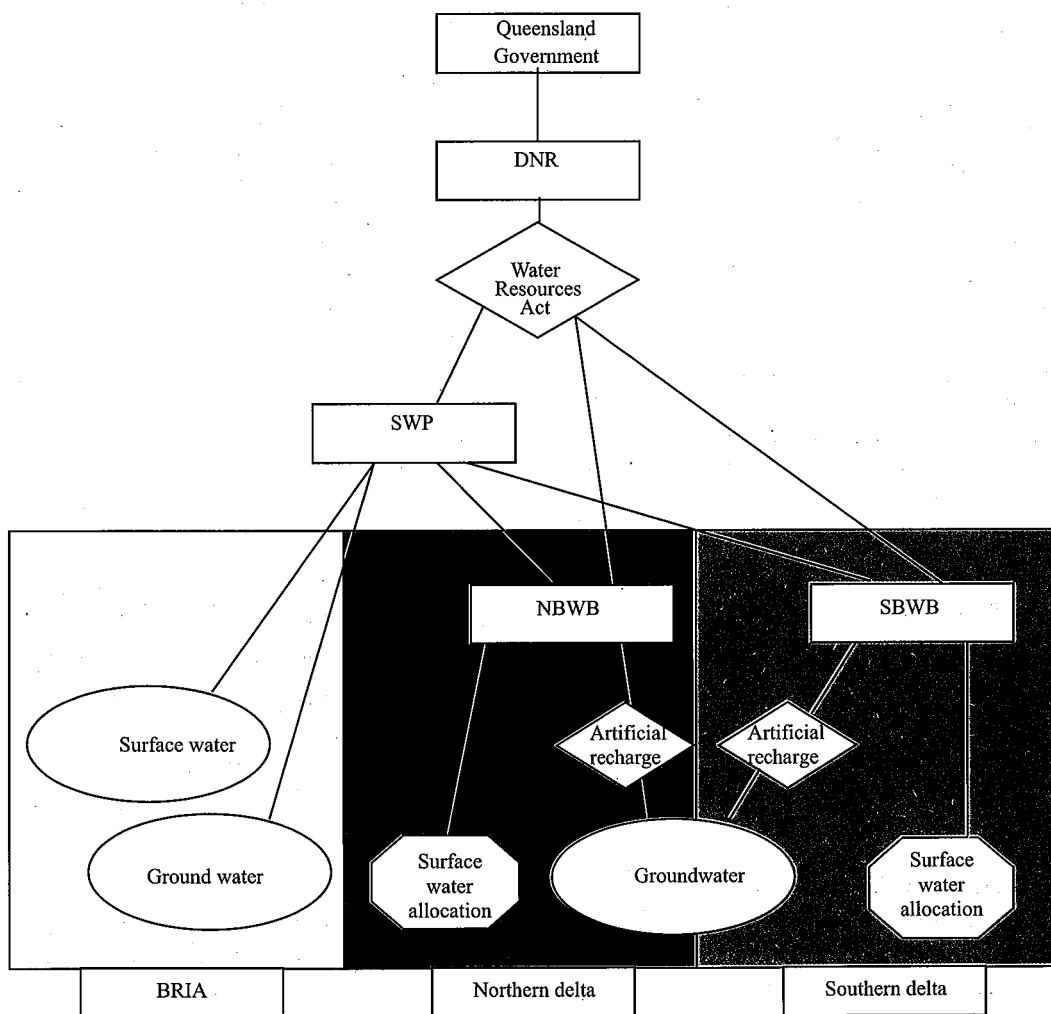 Queensland
Government
DNR
Water
Resources
Act
SWP
NBWB
SBWB
Surface water
Artificial
recharge
Artificial
recharge
Ground water
Surface
water
allocation
Groundwater
Surface
water
allocation
BRIA
Northern delta
Southern delta